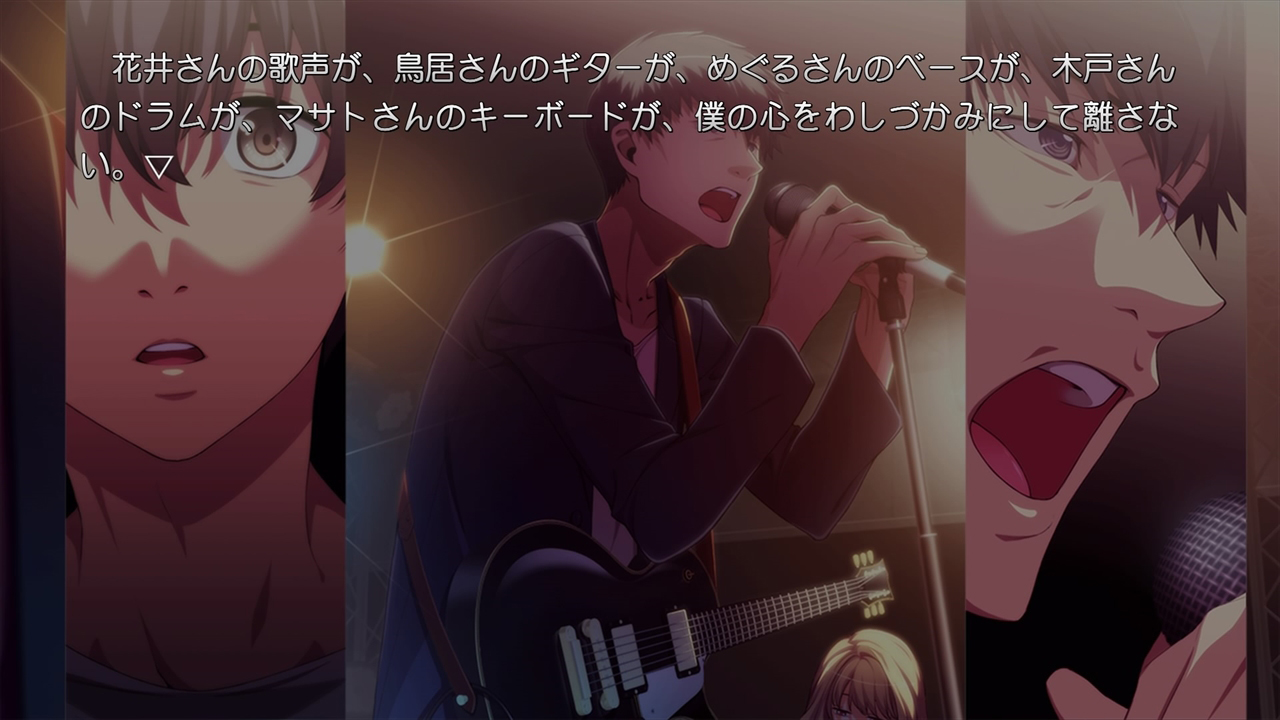 花井さんの歌声が、鳥居さんのギターが、めぐるさんのベースが、木戸さん
のドラムが、マサトさんのキーボードが、僕の心をわしづかみにして離さな
い。▽